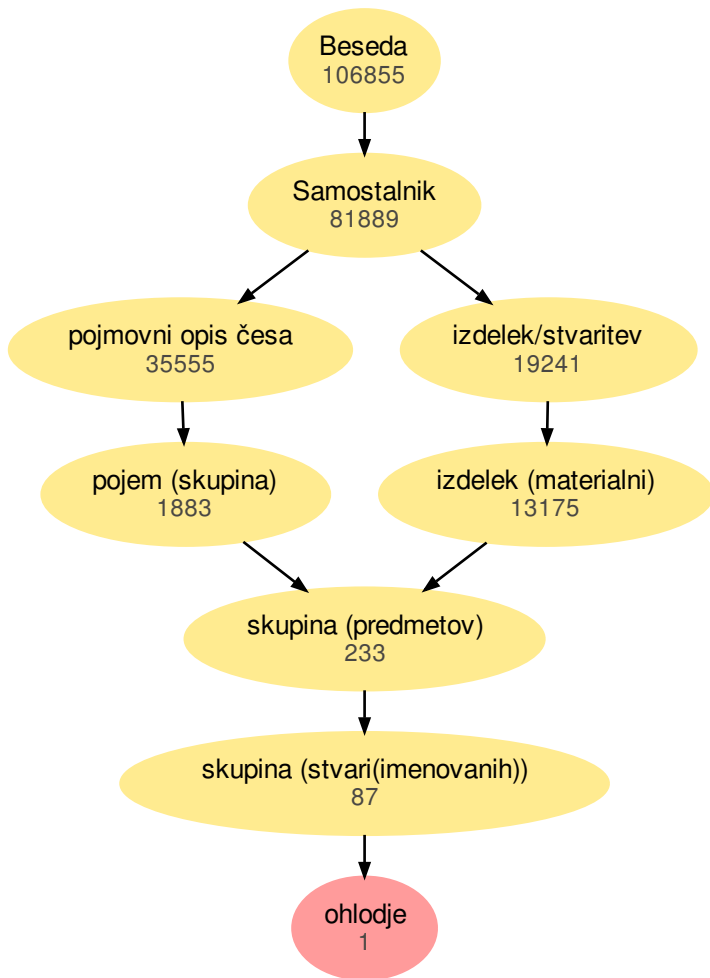 Beseda
106855
Samostalnik
81889
pojmovni opis česa
35555
izdelek/stvaritev
19241
pojem (skupina)
1883
izdelek (materialni)
13175
skupina (predmetov)
233
skupina (stvari(imenovanih))
87
ohlodje
1